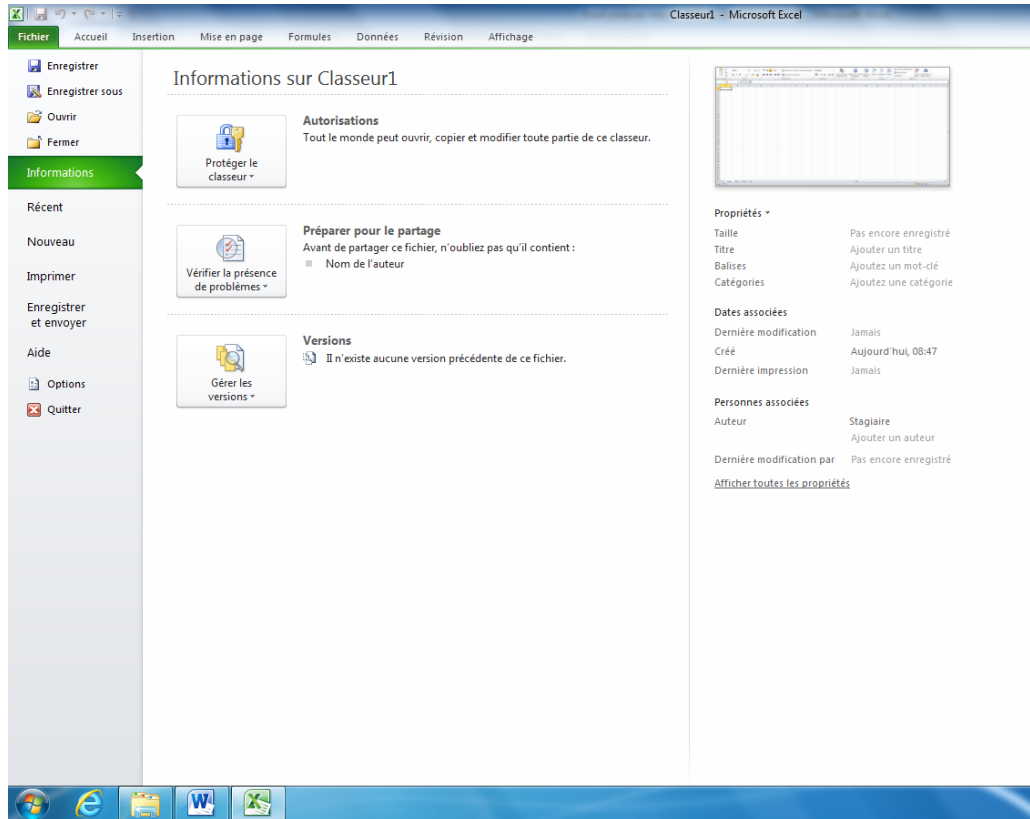 Classeur1 - Microsoft Excel
Fichier Accueil Insertion Mise en page Formules Données Révision Affichage
Enregistrer
Enregistrer sous
Ouvrir
Fermer
Informations
Récent
Nouveau
Imprimer
Enregistrer
et envoyer
Aide
Options
Quitter
Informations sur Classeur1
Protéger le
classeur
Autorisations
Tout le monde peut ouvrir, copier et modifier toute partie de ce classeur.
Vérifier la présence
de problèmes
Préparer pour le partage
Avant de partager ce fichier, n'oubliez pas qu'il contient :
Nom de l'auteur
Gérer les
versions
Versions
Il n'existe aucune version précédente de ce fichier.
Propriétés
Taille Pas encore enregistré
Titre Ajouter un titre
Balises Ajoutez un mot-clé
Catégories Ajoutez une catégorie
Dates associées
Dernière modification Jamais
Créé Aujourd'hui, 08:47
Dernière impression Jamais
Personnes associées
Auteur Stagiaire
Ajouter un auteur
Dernière modification par Pas encore enregistré
Afficher toutes les propriétés